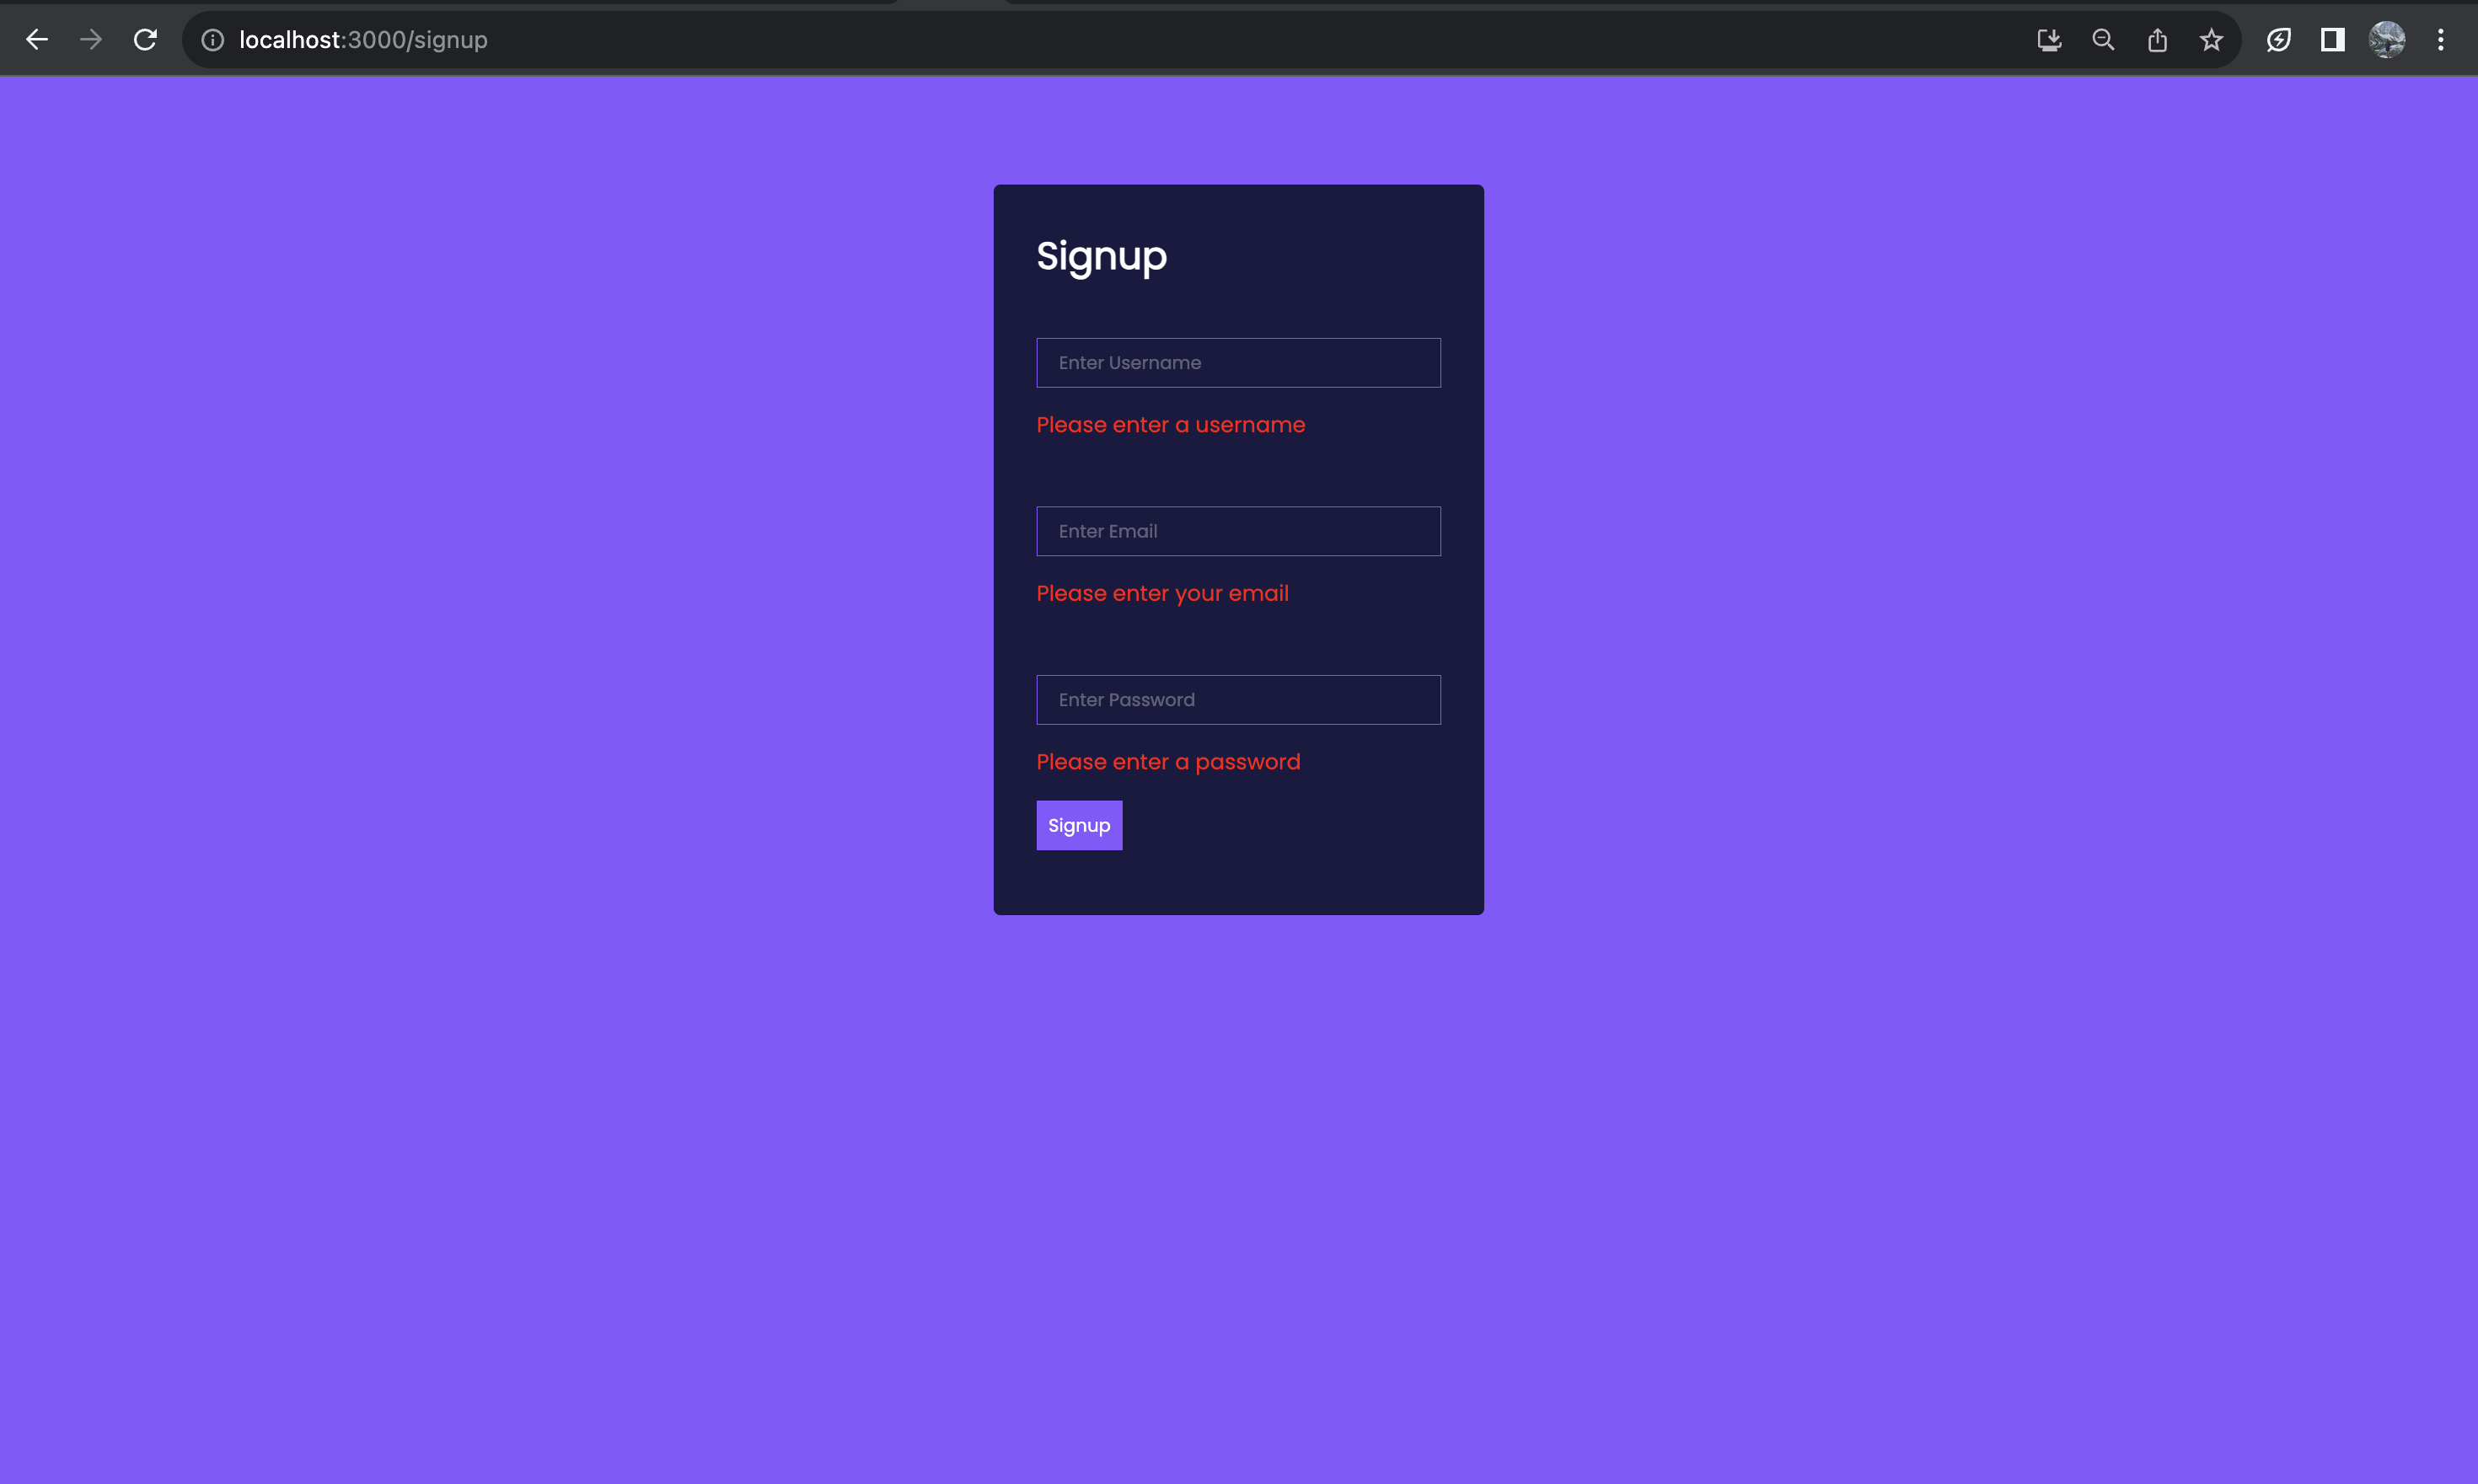 localhost:3000/signup
Signup
Enter Username
Please enter a username
Enter Email
Please enter your email
Enter Password
Please enter a password
Signup